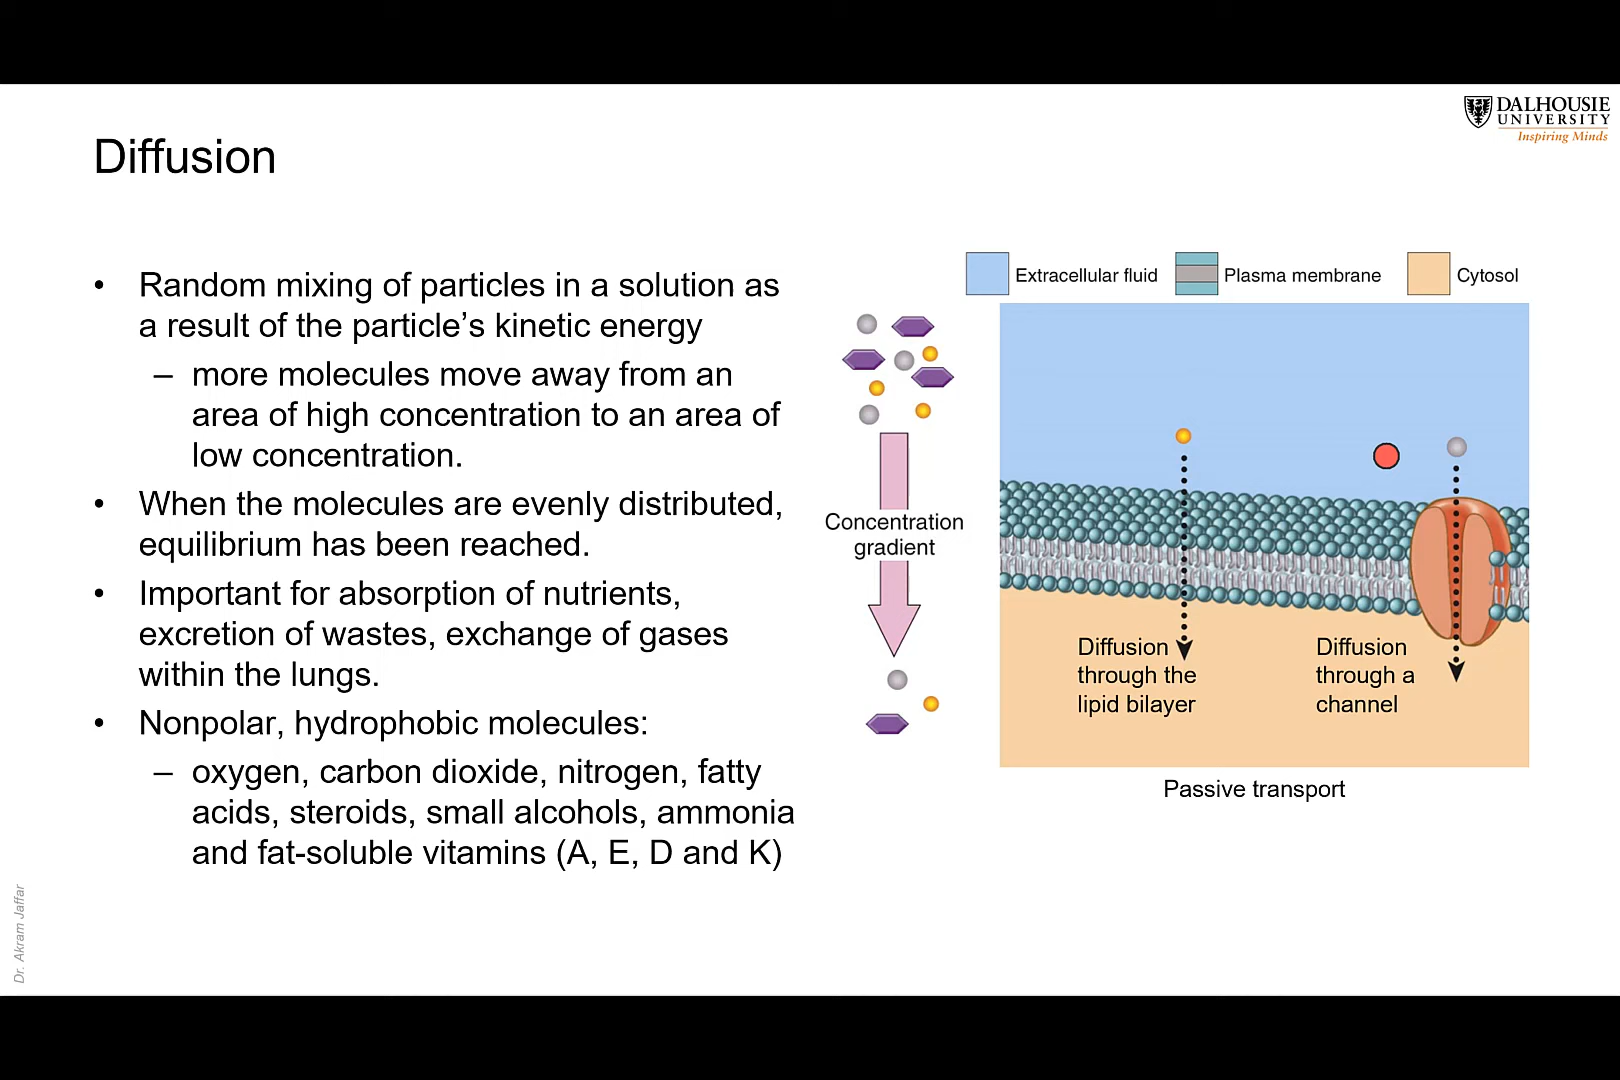 DALHOUSIE
UNIVERSITY
Inspiring Minds
Diffusion
• Random mixing of particles in a solution as
a result of the particle’s kinetic energy
– more molecules move away from an
area of high concentration to an area of
low concentration.
• When the molecules are evenly distributed,
equilibrium has been reached.
• Important for absorption of nutrients,
excretion of wastes, exchange of gases
within the lungs.
• Nonpolar, hydrophobic molecules:
– oxygen, carbon dioxide, nitrogen, fatty
acids, steroids, small alcohols, ammonia
and fat-soluble vitamins (A, E, D and K)
Extracellular fluid
Plasma membrane
Cytosol
Concentration
gradient
Diffusion
through the
lipid bilayer
Diffusion
through a
channel
Passive transport
Dr. Akram Jaffar